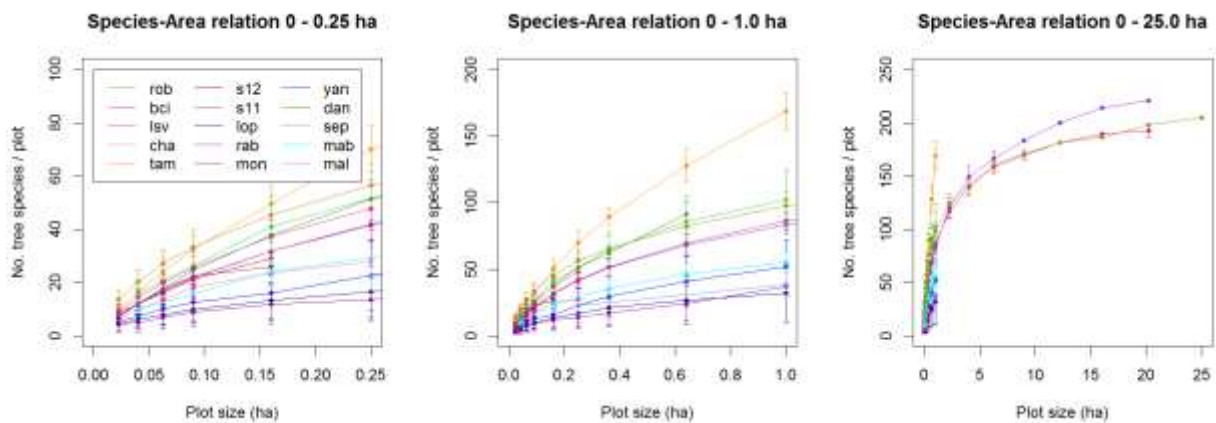 Species-Area relation 0 - 0.25 ha
No. tree species / plot
0 20 40 60 80 100
rob s12 yan
bci s11 dan
lsv lop sep
cha rab mab
tam mon mal
0.00 0.05 0.10 0.15 0.20 0.25
Plot size (ha)
Species-Area relation 0 - 1.0 ha
No. tree species / plot
0 50 100 150 200
0.0 0.2 0.4 0.6 0.8 1.0
Plot size (ha)
Species-Area relation 0 - 25.0 ha
No. tree species / plot
0 50 100 150 200 250
0 5 10 15 20 25
Plot size (ha)